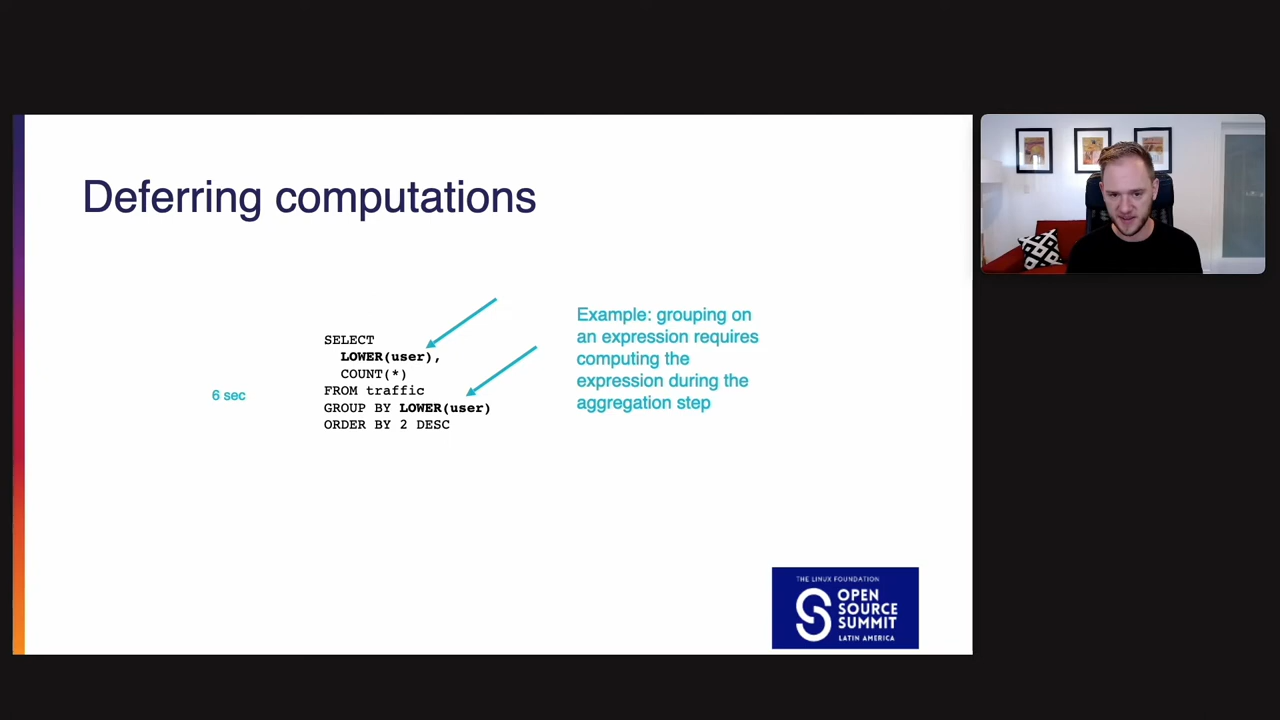 Deferring computations
6 sec
SELECT
LOWER(user),
COUNT(*)
FROM traffic
GROUP BY LOWER(user)
ORDER BY 2 DESC
Example: grouping on
an expression requires
computing the
expression during the
aggregation step
THE LINUX FOUNDATION
OPEN
SOURCE
SUMMIT
LATIN AMERICA